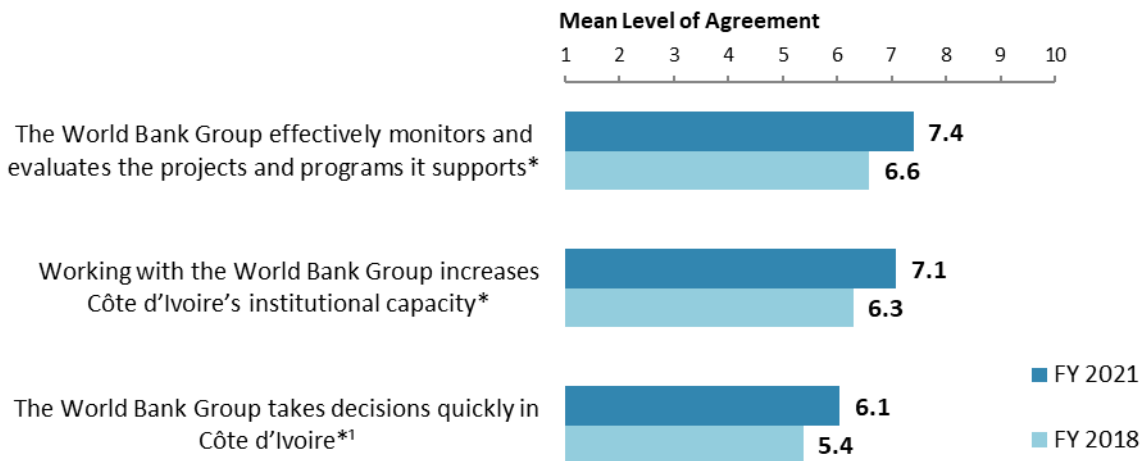 Mean Level of Agreement
1 2 3 4 5 6 7 8 9 10
The World Bank Group effectively monitors and
evaluates the projects and programs it supports*
7.4
6.6
Working with the World Bank Group increases
Côte d’Ivoire’s institutional capacity*
7.1
6.3
The World Bank Group takes decisions quickly in
Côte d’Ivoire*¹
6.1
5.4
FY 2021
FY 2018